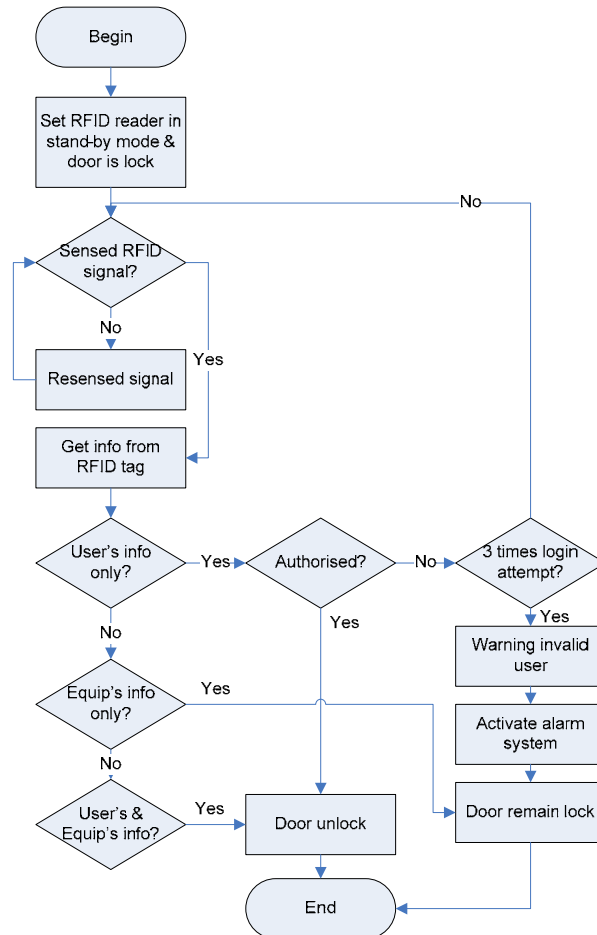 Begin
Set RFID reader in
stand-by mode &
door is lock
No
Sensed RFID
signal?
No
Yes
Resensed signal
Get info from
RFID tag
User's info
only?
Yes
Authorised?
No
3 times login
attempt?
No
Yes
Yes
Warning invalid
user
Equip's info
only?
Yes
Activate alarm
system
No
User's &
Equip's info?
Yes
Door unlock
Door remain lock
End